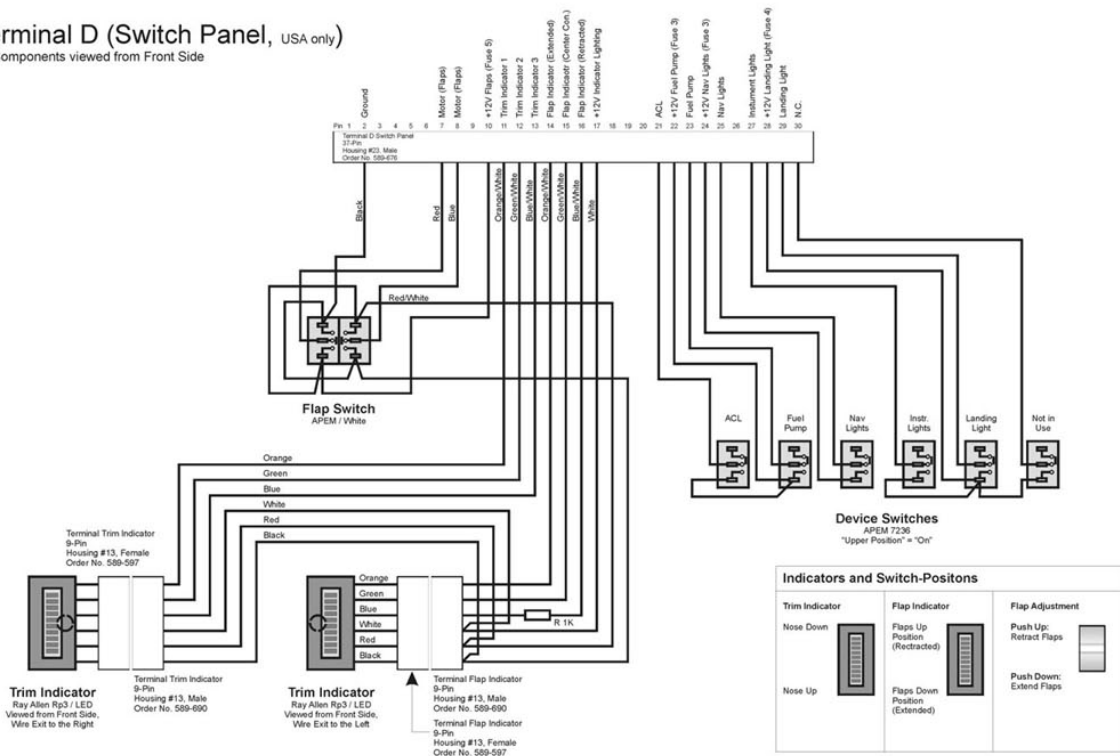 rminal D (Switch Panel, USA only)
omponents viewed from Front Side
Ground
Motor (Flaps)
Motor (Flaps)
+12V Flaps (Fuse 5)
Trim Indicator 1
Trim Indicator 2
Trim Indicator 3
Flap Indicator (Extended)
Flap Indicaotr (Center Con.)
Flap Indicator (Retracted)
+12V Indicator Lighting
ACL
+12V Fuel Pump (Fuse 3)
Fuel Pump
+12V Nav Lights (Fuse 3)
Nav Lights
Instument Lights
+12V Landing Light (Fuse 4)
Landing Light
N.C.
Pin 1 2 3 4 5 6 7 8 9 10 11 12 13 14 15 16 17 18 19 20 21 22 23 24 25 26 27 28 29 30
Terminal D Switch Panel
37-Pin
Housing #23, Male
Order No. 589-676
Black
Red
Blue
Orange/White
Green/White
Blue/White
Orange/White
Green/White
Blue/White
White
Red/White
Flap Switch
APEM / White
ACL
Fuel
Pump
Nav
Lights
Instr.
Lights
Landing
Light
Not in
Use
Device Switches
APEM 7236
"Upper Position" = "On"
Orange
Green
Blue
White
Red
Black
Terminal Trim Indicator
9-Pin
Housing #13, Female
Order No. 589-597
Orange
Green
Blue
White
Red
Black
R 1K
Trim Indicator
Ray Allen Rp3 / LED
Viewed from Front Side,
Wire Exit to the Right
Terminal Trim Indicator
9-Pin
Housing #13, Male
Order No. 589-690
Trim Indicator
Ray Allen Rp3 / LED
Viewed from Front Side,
Wire Exit to the Left
Terminal Flap Indicator
9-Pin
Housing #13, Male
Order No. 589-690
Terminal Flap Indicator
9-Pin
Housing #13, Female
Order No. 589-597
Indicators and Switch-Positons
Trim Indicator
Nose Down
Nose Up
Flap Indicator
Flaps Up
Position
(Rectracted)
Flaps Down
Position
(Extended)
Flap Adjustment
Push Up:
Retract Flaps
Push Down:
Extend Flaps